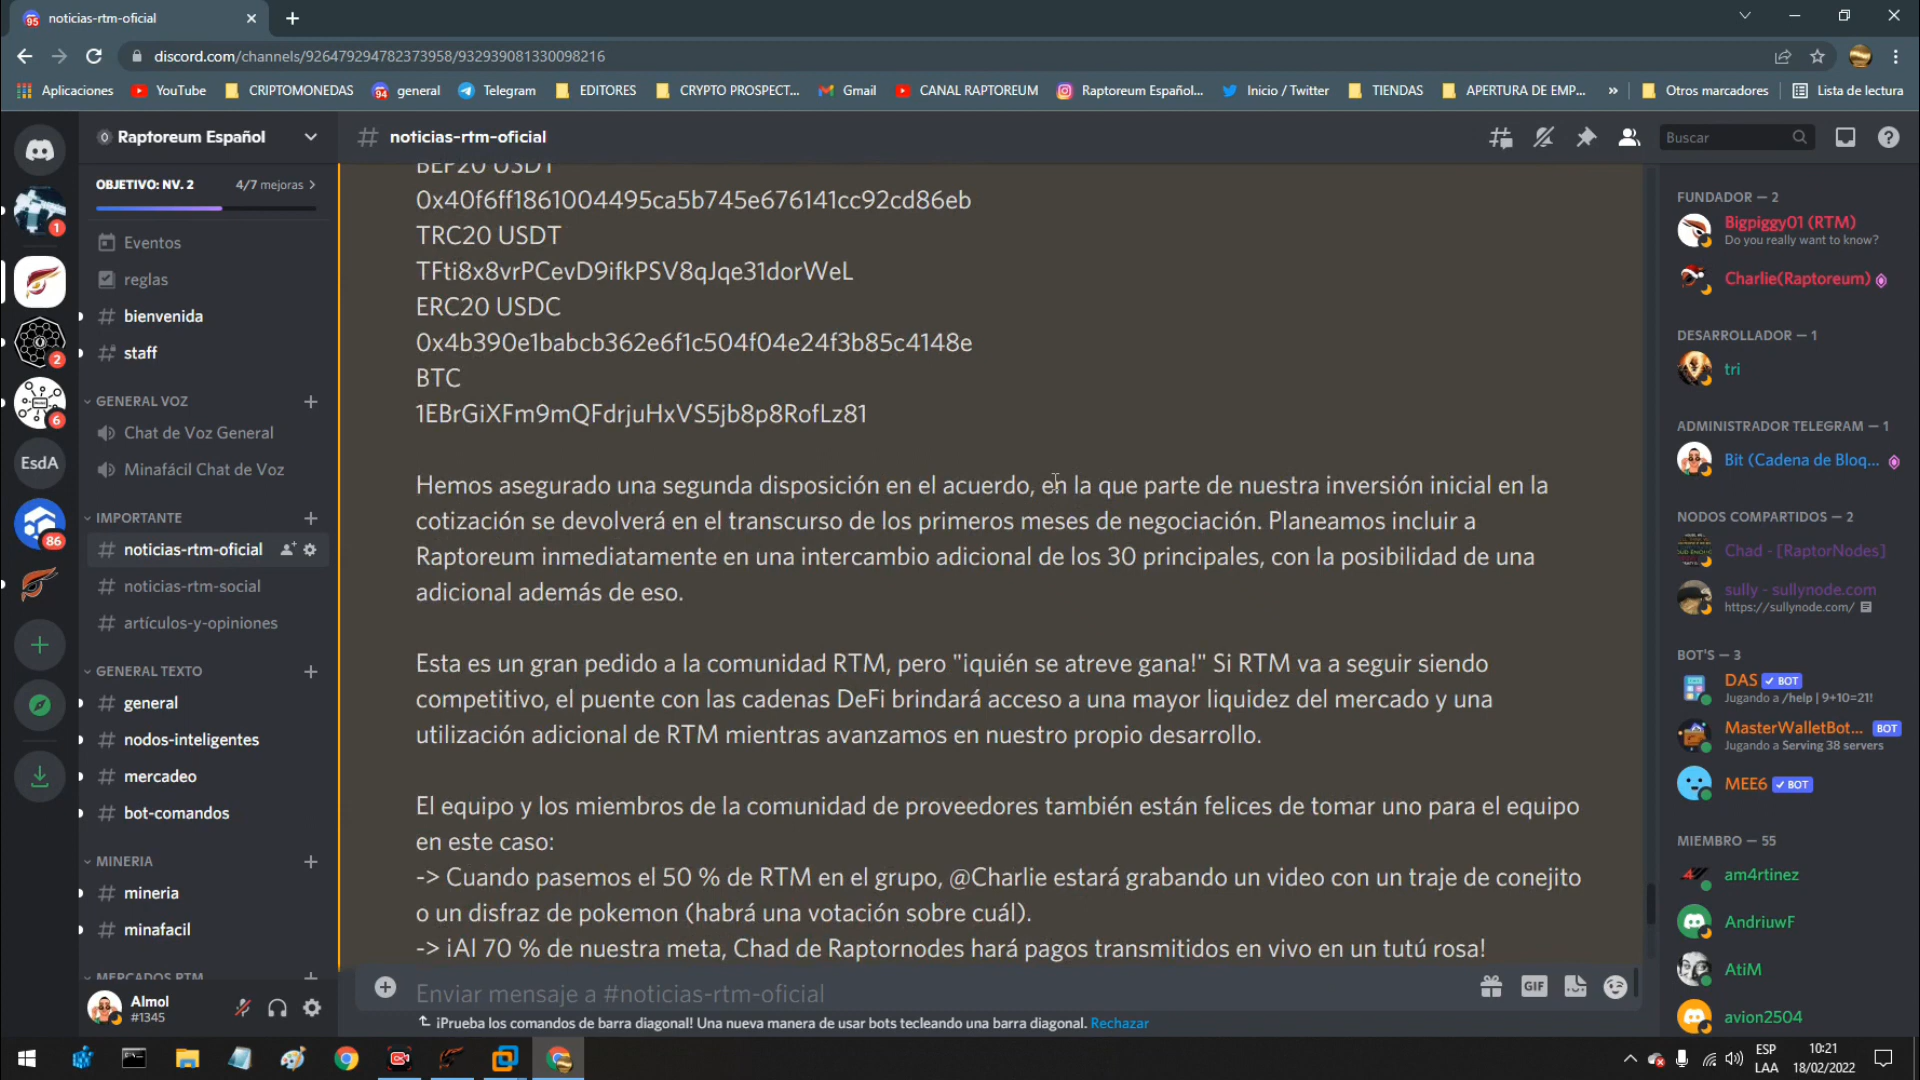 noticias-rtm-oficial
discord.com/channels/926479294782373958/932939081330098216
Aplicaciones
YouTube
CRIPTOMONEDAS
general
Telegram
EDITORES
CRYPTO PROSPECT...
Gmail
CANAL RAPTOREUM
Raptoreum Español...
Inicio / Twitter
TIENDAS
APERTURA DE EMP...
»
Otros marcadores
Lista de lectura
Raptoreum Español
noticias-rtm-oficial
Buscar
OBJETIVO: NV. 2
4/7 mejoras
Eventos
reglas
bienvenida
staff
GENERAL VOZ
Chat de Voz General
Minafácil Chat de Voz
IMPORTANTE
noticias-rtm-oficial
noticias-rtm-social
artículos-y-opiniones
GENERAL TEXTO
general
nodos-inteligentes
mercadeo
bot-comandos
MINERIA
mineria
minafacil
MERCADOS RTM
1
2
6
EsdA
86
Almol
#1345
BEP20 USDT
0x40f6ff1861004495ca5b745e676141cc92cd86eb
TRC20 USDT
TFti8x8vrPCevD9ifkPSV8qJqe31dorWeL
ERC20 USDC
0x4b390e1babcb362e6f1c504f04e24f3b85c4148e
BTC
1EBrGiXFm9mQFdrjuHxVS5jb8p8RofLz81
Hemos asegurado una segunda disposición en el acuerdo, en la que parte de nuestra inversión inicial en la
cotización se devolverá en el transcurso de los primeros meses de negociación. Planeamos incluir a
Raptoreum inmediatamente en una intercambio adicional de los 30 principales, con la posibilidad de una
adicional además de eso.
Esta es un gran pedido a la comunidad RTM, pero "¡quién se atreve gana!" Si RTM va a seguir siendo
competitivo, el puente con las cadenas DeFi brindará acceso a una mayor liquidez del mercado y una
utilización adicional de RTM mientras avanzamos en nuestro propio desarrollo.
El equipo y los miembros de la comunidad de proveedores también están felices de tomar uno para el equipo
en este caso:
-> Cuando pasemos el 50 % de RTM en el grupo, @Charlie estará grabando un video con un traje de conejito
o un disfraz de pokemon (habrá una votación sobre cuál).
-> ¡Al 70 % de nuestra meta, Chad de Raptornodes hará pagos transmitidos en vivo en un tutú rosa!
Enviar mensaje a #noticias-rtm-oficial
GIF
¡Prueba los comandos de barra diagonal! Una nueva manera de usar bots tecleando una barra diagonal. Rechazar
FUNDADOR — 2
Bigpiggy01 (RTM)
Do you really want to know?
Charlie(Raptoreum)
DESARROLLADOR — 1
tri
ADMINISTRADOR TELEGRAM — 1
Bit (Cadena de Bloq...
NODOS COMPARTIDOS — 2
Chad - [RaptorNodes]
sully - sullynode.com
https://sullynode.com/
BOT'S — 3
DAS BOT
Jugando a /help | 9+10=21!
MasterWalletBot... BOT
Jugando a Serving 38 servers
MEE6 BOT
MIEMBRO — 55
am4rtinez
AndriuwF
AtiM
avion2504
ESP
LAA
10:21
18/02/2022